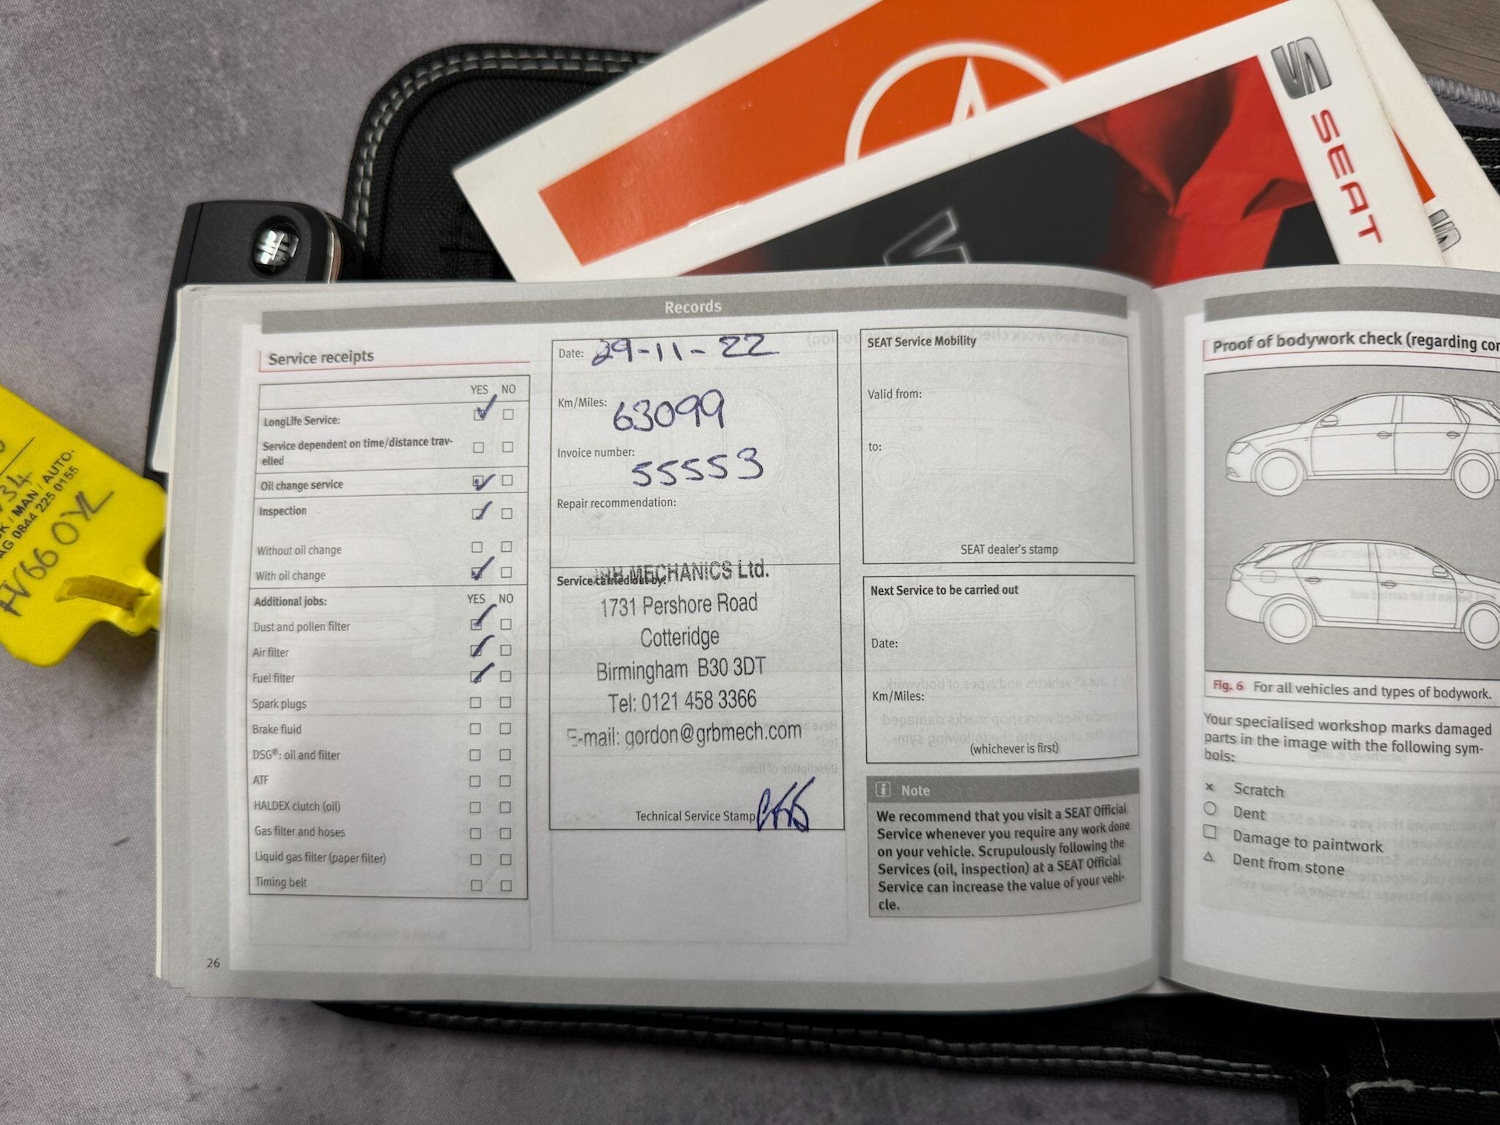 SEAT
Records
Service receipts
YES NO
LongLife Service:
Service dependent on time/distance trav-
elled
Oil change service
Inspection
Without oil change
With oil change
Additional jobs: YES NO
Dust and pollen filter
Air filter
Fuel filter
Spark plugs
Brake fluid
DSG®: oil and filter
ATF
HALDEX clutch (oil)
Gas filter and hoses
Liquid gas filter (paper filter)
Timing belt
26
Date: 29-11-22
Km/Miles: 63099
Invoice number: 55553
Repair recommendation:
Service carried out by:
MECHANICS Ltd.
1731 Pershore Road
Cotteridge
Birmingham B30 3DT
Tel: 0121 458 3366
E-mail: gordon@grbmech.com
Technical Service Stamp
SEAT Service Mobility
Valid from:
to:
SEAT dealer's stamp
Next Service to be carried out
Date:
Km/Miles:
(whichever is first)
i Note
We recommend that you visit a SEAT Official
Service whenever you require any work done
on your vehicle. Scrupulously following the
Services (oil, inspection) at a SEAT Official
Service can increase the value of your vehi-
cle.
Proof of bodywork check (regarding cor
Fig. 6 For all vehicles and types of bodywork.
Your specialised workshop marks damaged
parts in the image with the following sym-
bols:
× Scratch
○ Dent
□ Damage to paintwork
△ Dent from stone
34
MAN / AUTO-
AG 0844 225 0155
FV66 OYL